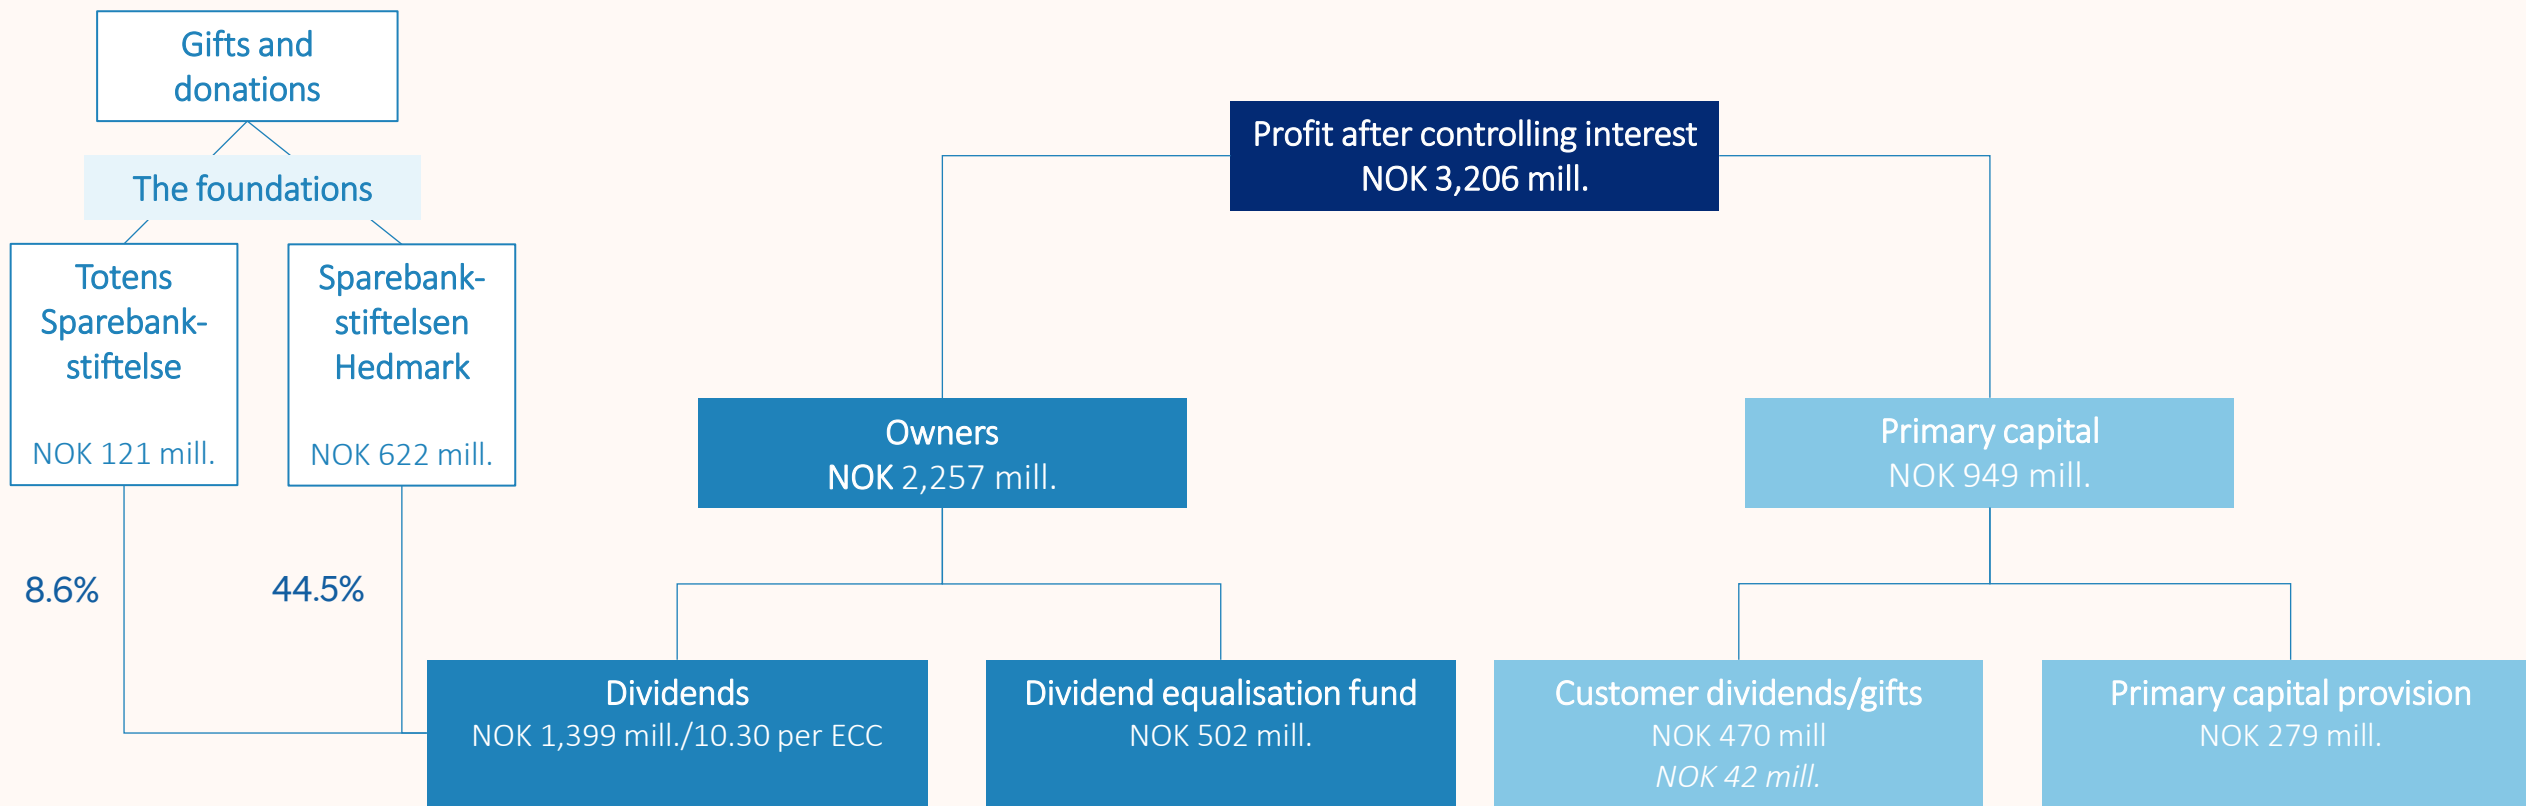 Gifts and
donations
The foundations
Totens
Sparebank-
stiftelse
NOK 121 mill.
Sparebank-
stiftelsen
Hedmark
NOK 622 mill.
8.6%
44.5%
Profit after controlling interest
NOK 3,206 mill.
Owners
NOK 2,257 mill.
Primary capital
NOK 949 mill.
Dividends
NOK 1,399 mill./10.30 per ECC
Dividend equalisation fund
NOK 502 mill.
Customer dividends/gifts
NOK 470 mill
NOK 42 mill.
Primary capital provision
NOK 279 mill.